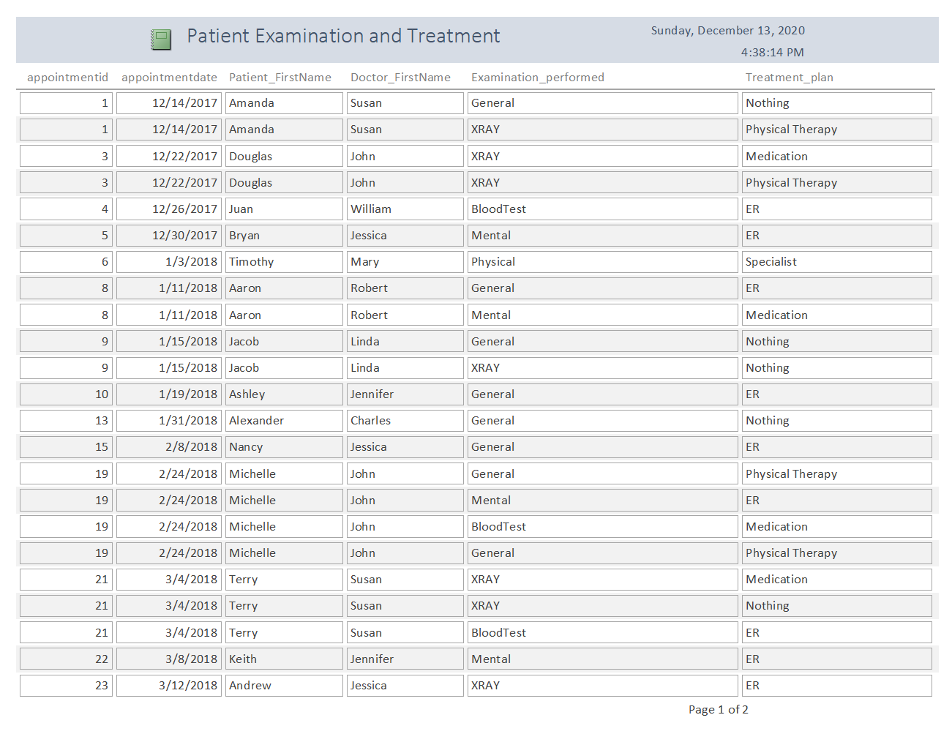 Patient Examination and Treatment
Sunday, December 13, 2020
4:38:14 PM
appointmentid appointmentdate Patient_FirstName Doctor_FirstName Examination_performed Treatment_plan
1 12/14/2017 Amanda Susan General Nothing
1 12/14/2017 Amanda Susan XRAY Physical Therapy
3 12/22/2017 Douglas John XRAY Medication
3 12/22/2017 Douglas John XRAY Physical Therapy
4 12/26/2017 Juan William BloodTest ER
5 12/30/2017 Bryan Jessica Mental ER
6 1/3/2018 Timothy Mary Physical Specialist
8 1/11/2018 Aaron Robert General ER
8 1/11/2018 Aaron Robert Mental Medication
9 1/15/2018 Jacob Linda General Nothing
9 1/15/2018 Jacob Linda XRAY Nothing
10 1/19/2018 Ashley Jennifer General ER
13 1/31/2018 Alexander Charles General Nothing
15 2/8/2018 Nancy Jessica General ER
19 2/24/2018 Michelle John General Physical Therapy
19 2/24/2018 Michelle John Mental ER
19 2/24/2018 Michelle John BloodTest Medication
19 2/24/2018 Michelle John General Physical Therapy
21 3/4/2018 Terry Susan XRAY Medication
21 3/4/2018 Terry Susan XRAY Nothing
21 3/4/2018 Terry Susan BloodTest ER
22 3/8/2018 Keith Jennifer Mental ER
23 3/12/2018 Andrew Jessica XRAY ER
Page 1 of 2